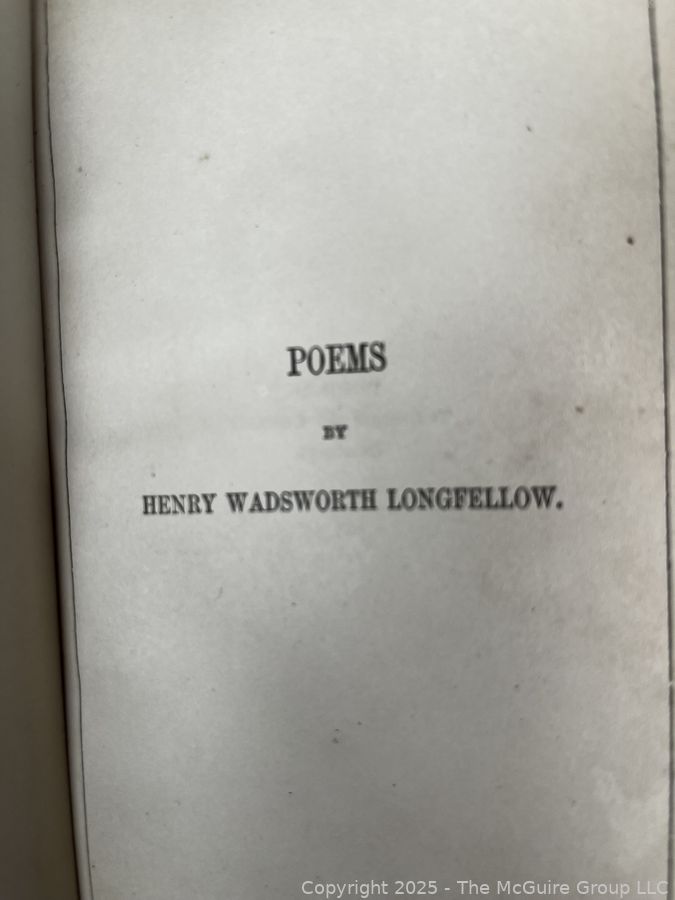 POEMS
BY
HENRY WADSWORTH LONGFELLOW.
Copyright 2025 - The McGuire Group LLC